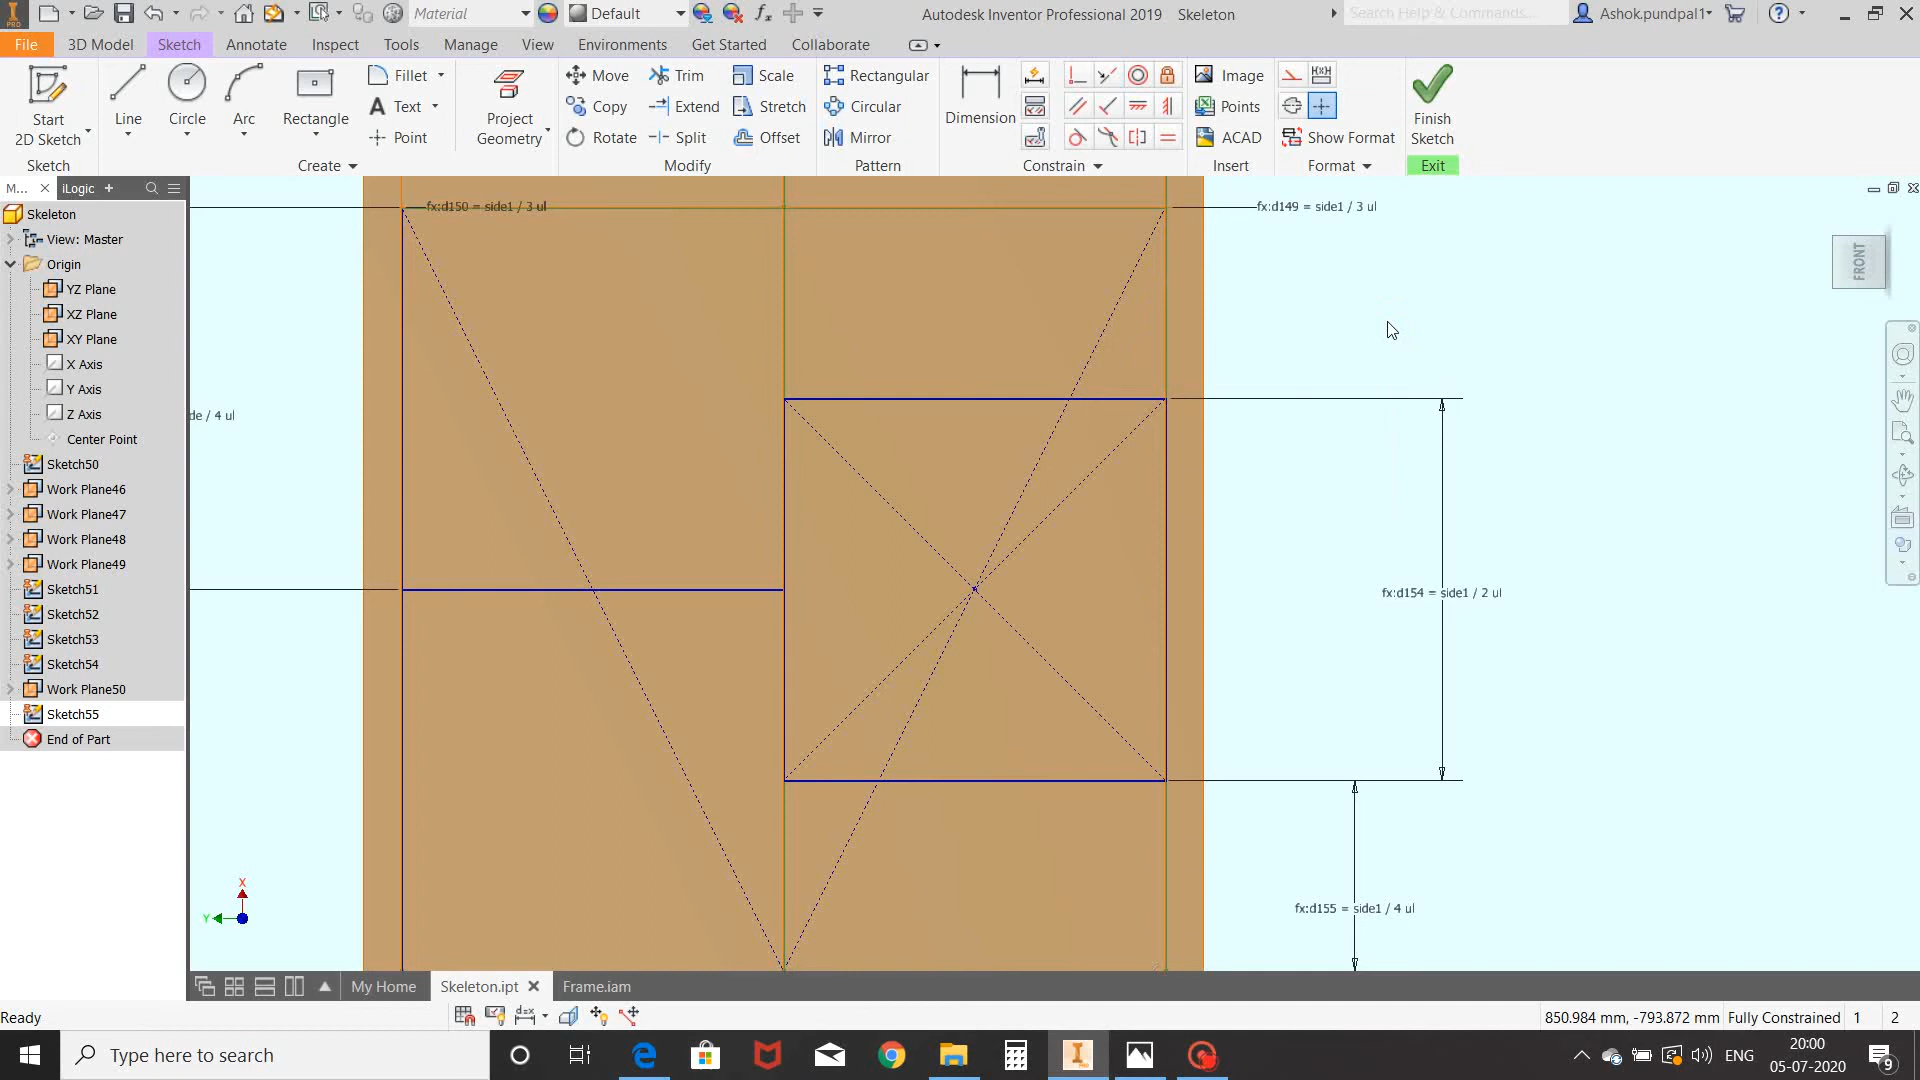 Material
Default
fx
Autodesk Inventor Professional 2019 Skeleton
Search Help & Commands...
Ashok.pundpal1
PRO
File 3D Model Sketch Annotate Inspect Tools Manage View Environments Get Started Collaborate
Start
2D Sketch
Sketch
Line
Circle
Arc
Rectangle
Fillet
Text
Point
Create
Project
Geometry
Move
Copy
Rotate
Trim
Extend
Split
Scale
Stretch
Offset
Modify
Rectangular
Circular
Mirror
Pattern
Dimension
Constrain
Image
Points
ACAD
Insert
Show Format
Format
Finish
Sketch
Exit
M...
iLogic
Skeleton
View: Master
Origin
YZ Plane
XZ Plane
XY Plane
X Axis
Y Axis
Z Axis
Center Point
Sketch50
Work Plane46
Work Plane47
Work Plane48
Work Plane49
Sketch51
Sketch52
Sketch53
Sketch54
Work Plane50
Sketch55
End of Part
fx:d150 = side1 / 3 ul
fx:d149 = side1 / 3 ul
FRONT
de / 4 ul
fx:d154 = side1 / 2 ul
fx:d155 = side1 / 4 ul
X
Y
My Home
Skeleton.ipt
Frame.iam
Ready
850.984 mm, -793.872 mm Fully Constrained 1 2
Type here to search
ENG
20:00
05-07-2020
9